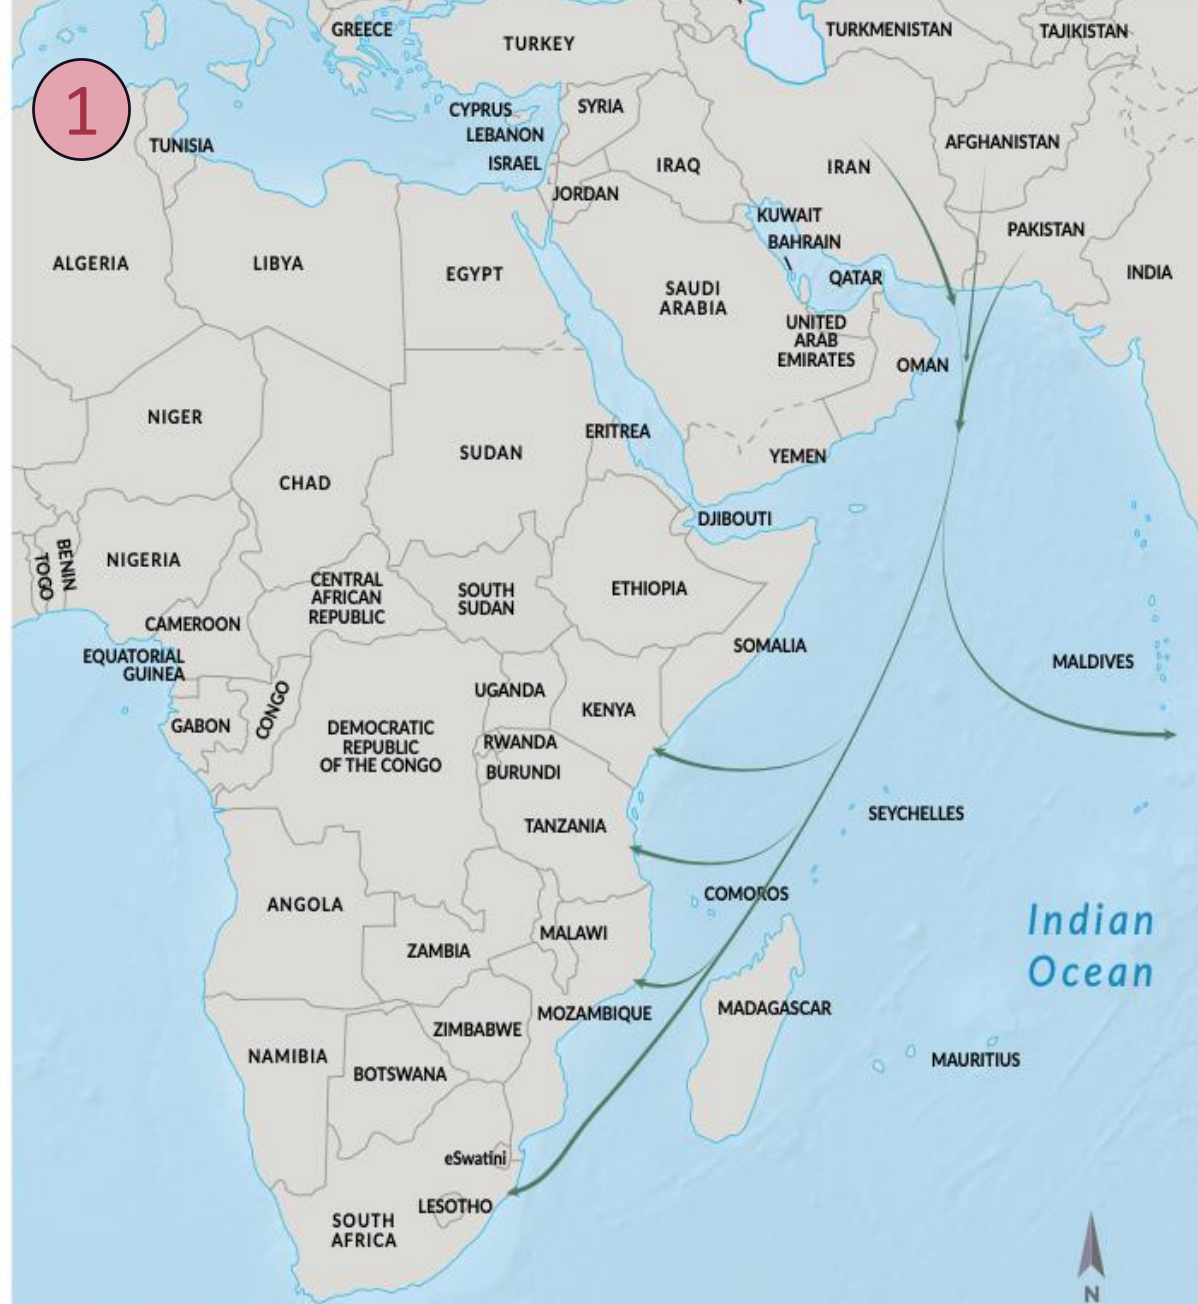 GREECE
TURKEY
TURKMENISTAN
TAJIKISTAN
1
CYPRUS
SYRIA
LEBANON
TUNISIA
ISRAEL
IRAQ
IRAN
AFGHANISTAN
JORDAN
KUWAIT
PAKISTAN
BAHRAIN
ALGERIA
LIBYA
EGYPT
QATAR
INDIA
SAUDI
ARABIA
UNITED
ARAB
EMIRATES
OMAN
NIGER
ERITREA
SUDAN
YEMEN
CHAD
DJIBOUTI
BENIN
TOGO
NIGERIA
CENTRAL
AFRICAN
REPUBLIC
SOUTH
SUDAN
ETHIOPIA
CAMEROON
SOMALIA
EQUATORIAL
GUINEA
MALDIVES
UGANDA
KENYA
GABON
CONGO
DEMOCRATIC
REPUBLIC
OF THE CONGO
RWANDA
BURUNDI
TANZANIA
SEYCHELLES
COMOROS
ANGOLA
MALAWI
ZAMBIA
Indian
Ocean
MOZAMBIQUE
MADAGASCAR
ZIMBABWE
NAMIBIA
BOTSWANA
MAURITIUS
eSwatini
LESOTHO
SOUTH
AFRICA
N